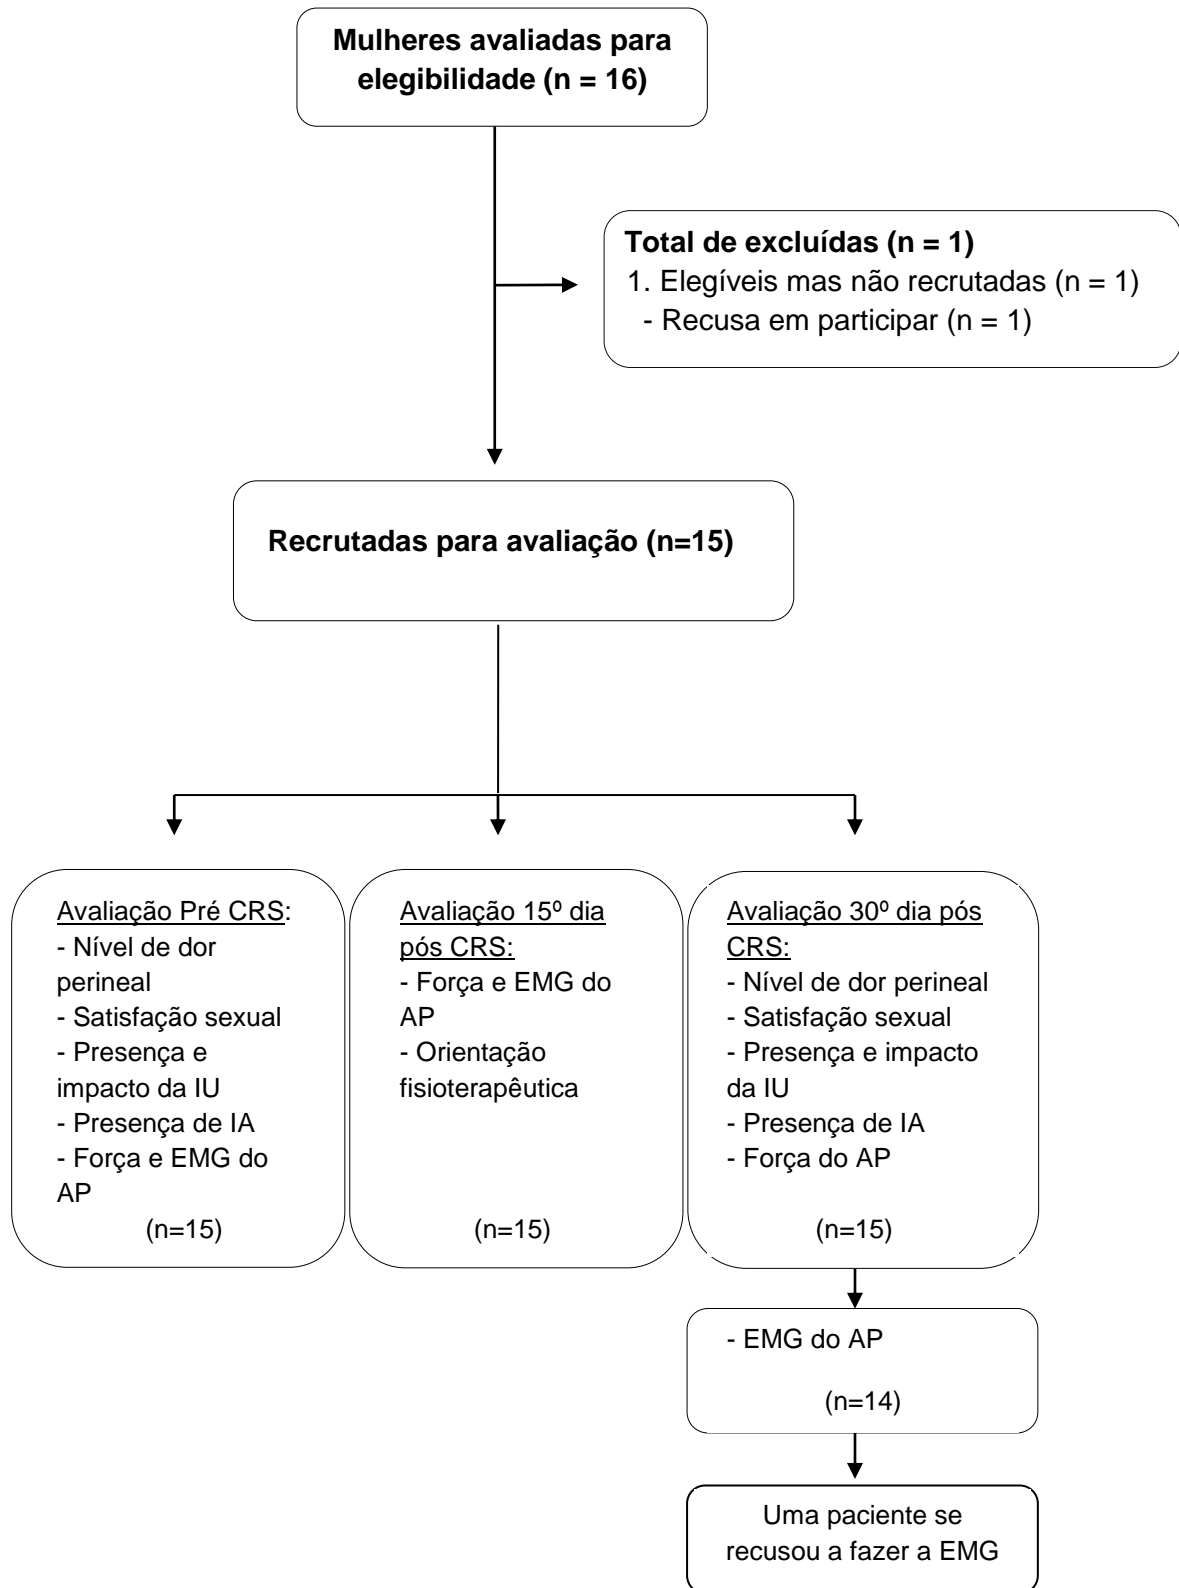 Mulheres avaliadas para
elegibilidade (n = 16)
Total de excluídas (n = 1)
1. Elegíveis mas não recrutadas (n = 1)
- Recusa em participar (n = 1)
Recrutadas para avaliação (n=15)
Avaliação Pré CRS:
- Nível de dor
perineal
- Satisfação sexual
- Presença e
impacto da IU
- Presença de IA
- Força e EMG do
AP
(n=15)
Avaliação 15º dia
pós CRS:
- Força e EMG do
AP
- Orientação
fisioterapêutica
(n=15)
Avaliação 30º dia pós
CRS:
- Nível de dor perineal
- Satisfação sexual
- Presença e impacto
da IU
- Presença de IA
- Força do AP
(n=15)
- EMG do AP
(n=14)
Uma paciente se
recusou a fazer a EMG